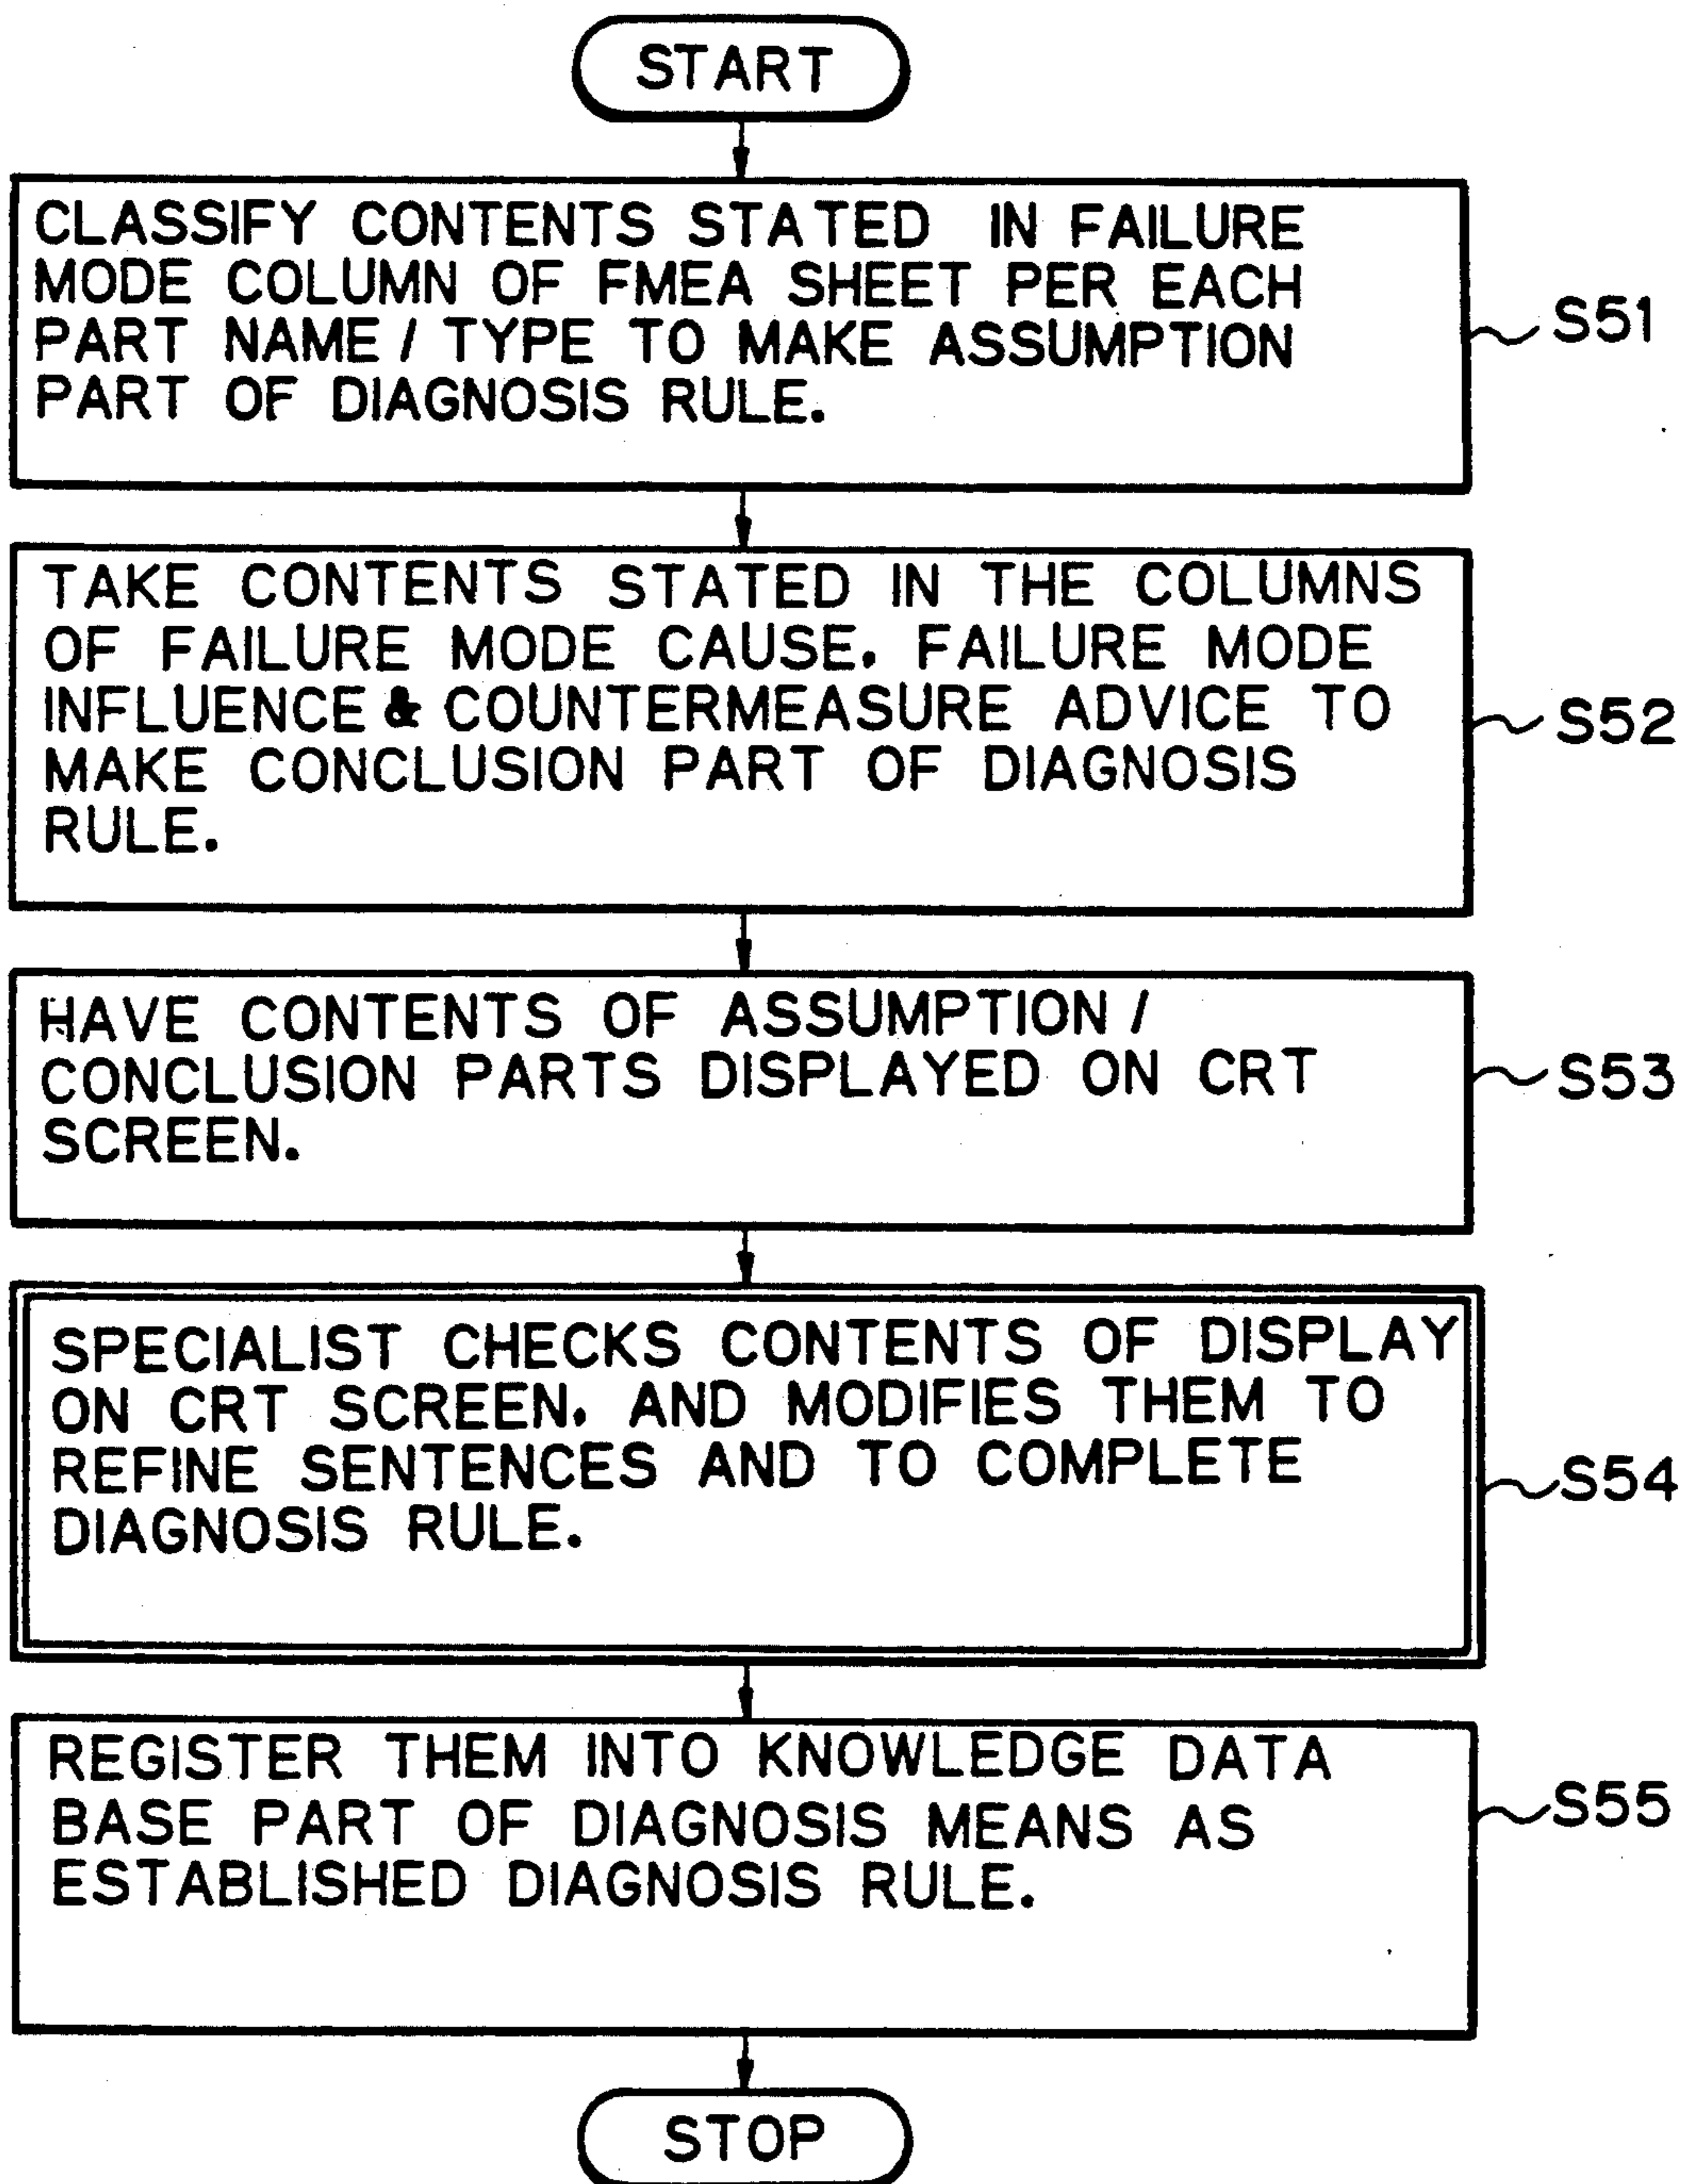 START
CLASSIFY CONTENTS STATED IN FAILURE
MODE COLUMN OF FMEA SHEET PER EACH
PART NAME / TYPE TO MAKE ASSUMPTION
PART OF DIAGNOSIS RULE.
S51
TAKE CONTENTS STATED IN THE COLUMNS
OF FAILURE MODE CAUSE. FAILURE MODE
INFLUENCE & COUNTERMEASURE ADVICE TO
MAKE CONCLUSION PART OF DIAGNOSIS
RULE.
S52
HAVE CONTENTS OF ASSUMPTION /
CONCLUSION PARTS DISPLAYED ON CRT
SCREEN.
S53
SPECIALIST CHECKS CONTENTS OF DISPLAY
ON CRT SCREEN. AND MODIFIES THEM TO
REFINE SENTENCES AND TO COMPLETE
DIAGNOSIS RULE.
S54
REGISTER THEM INTO KNOWLEDGE DATA
BASE PART OF DIAGNOSIS MEANS AS
ESTABLISHED DIAGNOSIS RULE.
S55
STOP